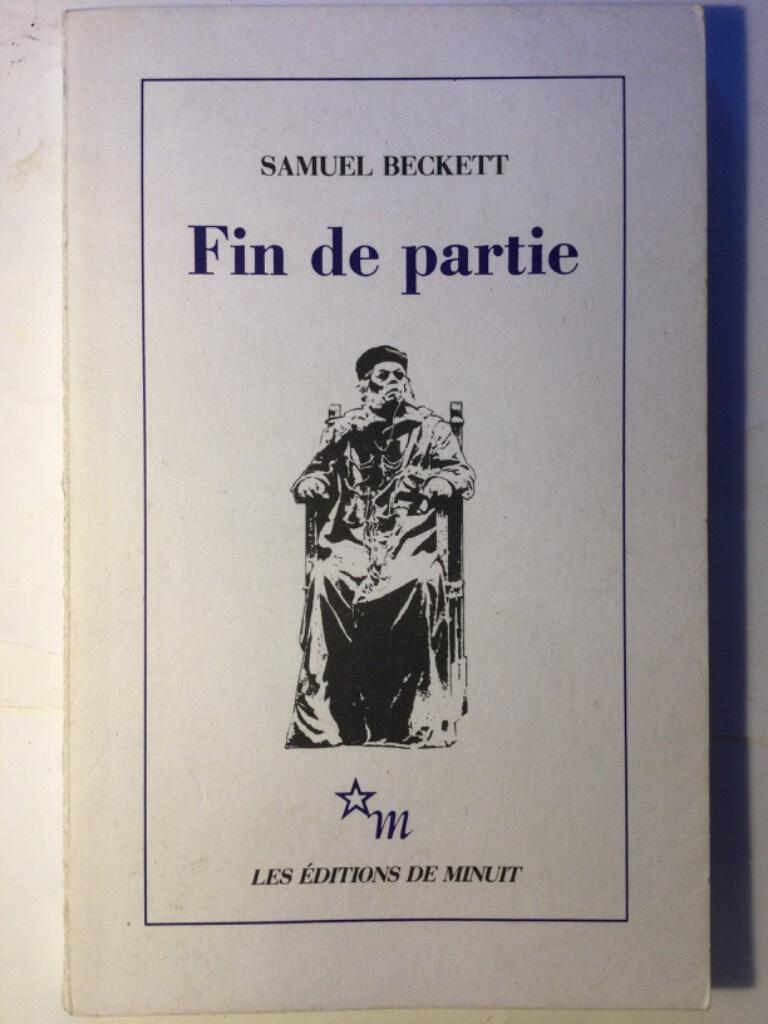 SAMUEL BECKETT
Fin de partie
m
LES ÉDITIONS DE MINUIT